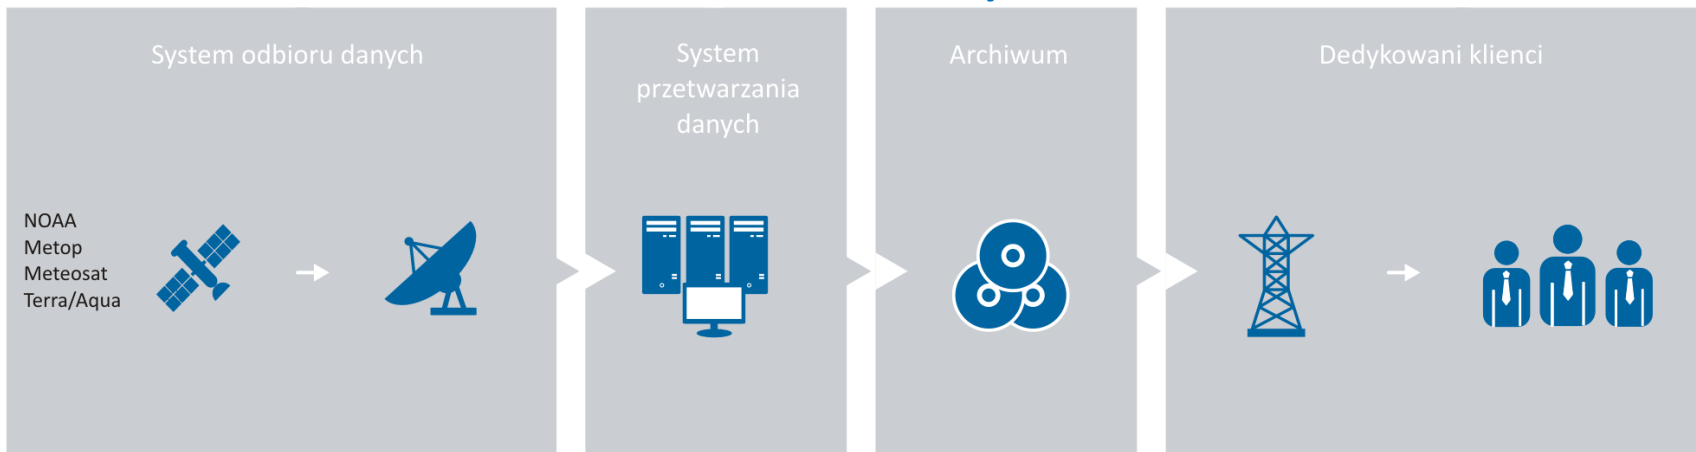 System odbioru danych
NOAA
Metop
Meteosat
Terra/Aqua
System
przetwarzania
danych
Archiwum
Dedykowani klienci